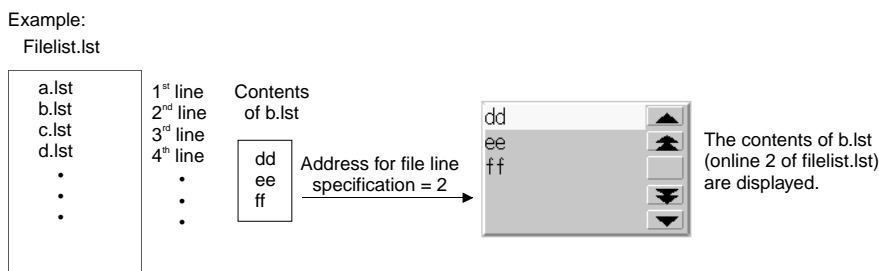 Example:
Filelist.lst
a.lst
b.lst
c.lst
d.lst
•
•
•
1st line
2nd line
3rd line
4th line
•
•
•
Contents
of b.lst
dd
ee
ff
Address for file line
specification = 2
dd
ee
ff
The contents of b.lst
(online 2 of filelist.lst)
are displayed.